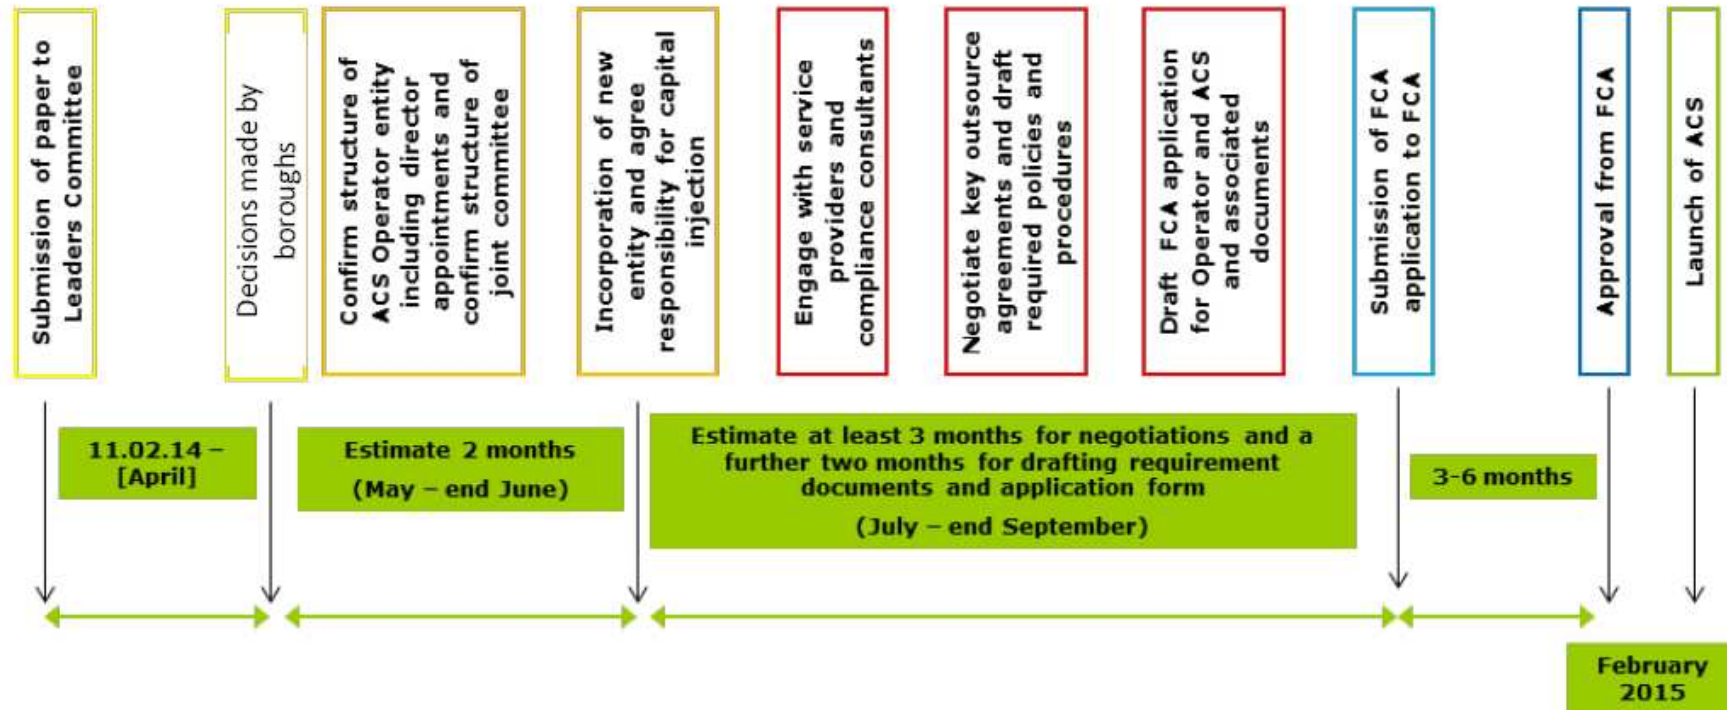 Submission of paper to
Leaders Committee
Decisions made by
boroughs
Confirm structure of
ACS Operator entity
including director
appointments and
confirm structure of
joint committee
Incorporation of new
entity and agree
responsibility for capital
injection
Engage with service
providers and
compliance consultants
Negotiate key outsource
agreements and draft
required policies and
procedures
Draft FCA application
for Operator and ACS
and associated
documents
Submission of FCA
application to FCA
Approval from FCA
Launch of ACS
11.02.14 –
[April]
Estimate 2 months
(May – end June)
Estimate at least 3 months for negotiations and a
further two months for drafting requirement
documents and application form
(July – end September)
3-6 months
February
2015